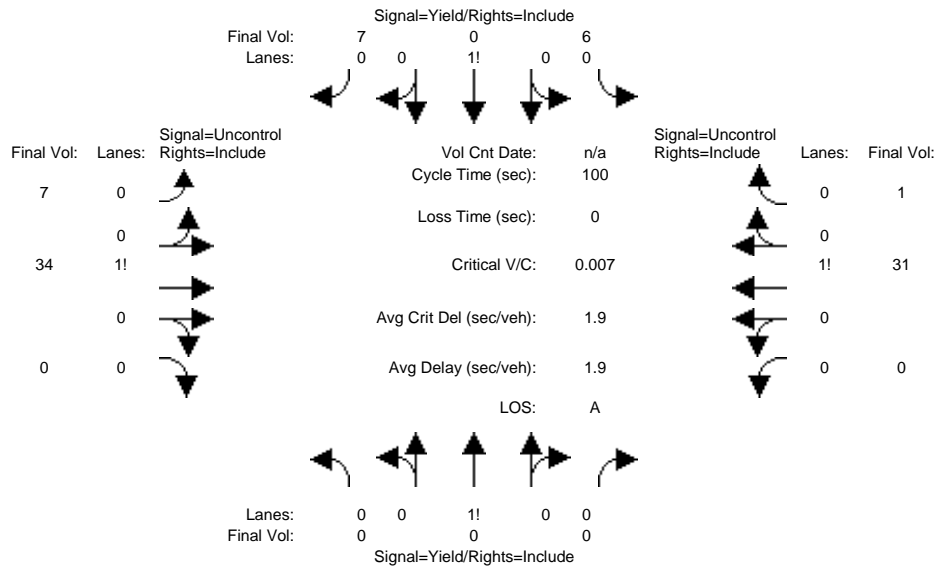 Signal=Yield/Rights=Include
Final Vol: 7 0 6
Lanes: 0 0 1! 0 0
Signal=Uncontrol
Final Vol: Lanes: Rights=Include
Vol Cnt Date: n/a
Signal=Uncontrol
Rights=Include Lanes: Final Vol:
Cycle Time (sec): 100
7 0 0 1
Loss Time (sec): 0
0 0
34 1! Critical V/C: 0.007 1! 31
0 Avg Crit Del (sec/veh): 1.9 0
0 0 Avg Delay (sec/veh): 1.9 0 0
LOS: A
Lanes: 0 0 1! 0 0
Final Vol: 0 0 0
Signal=Yield/Rights=Include